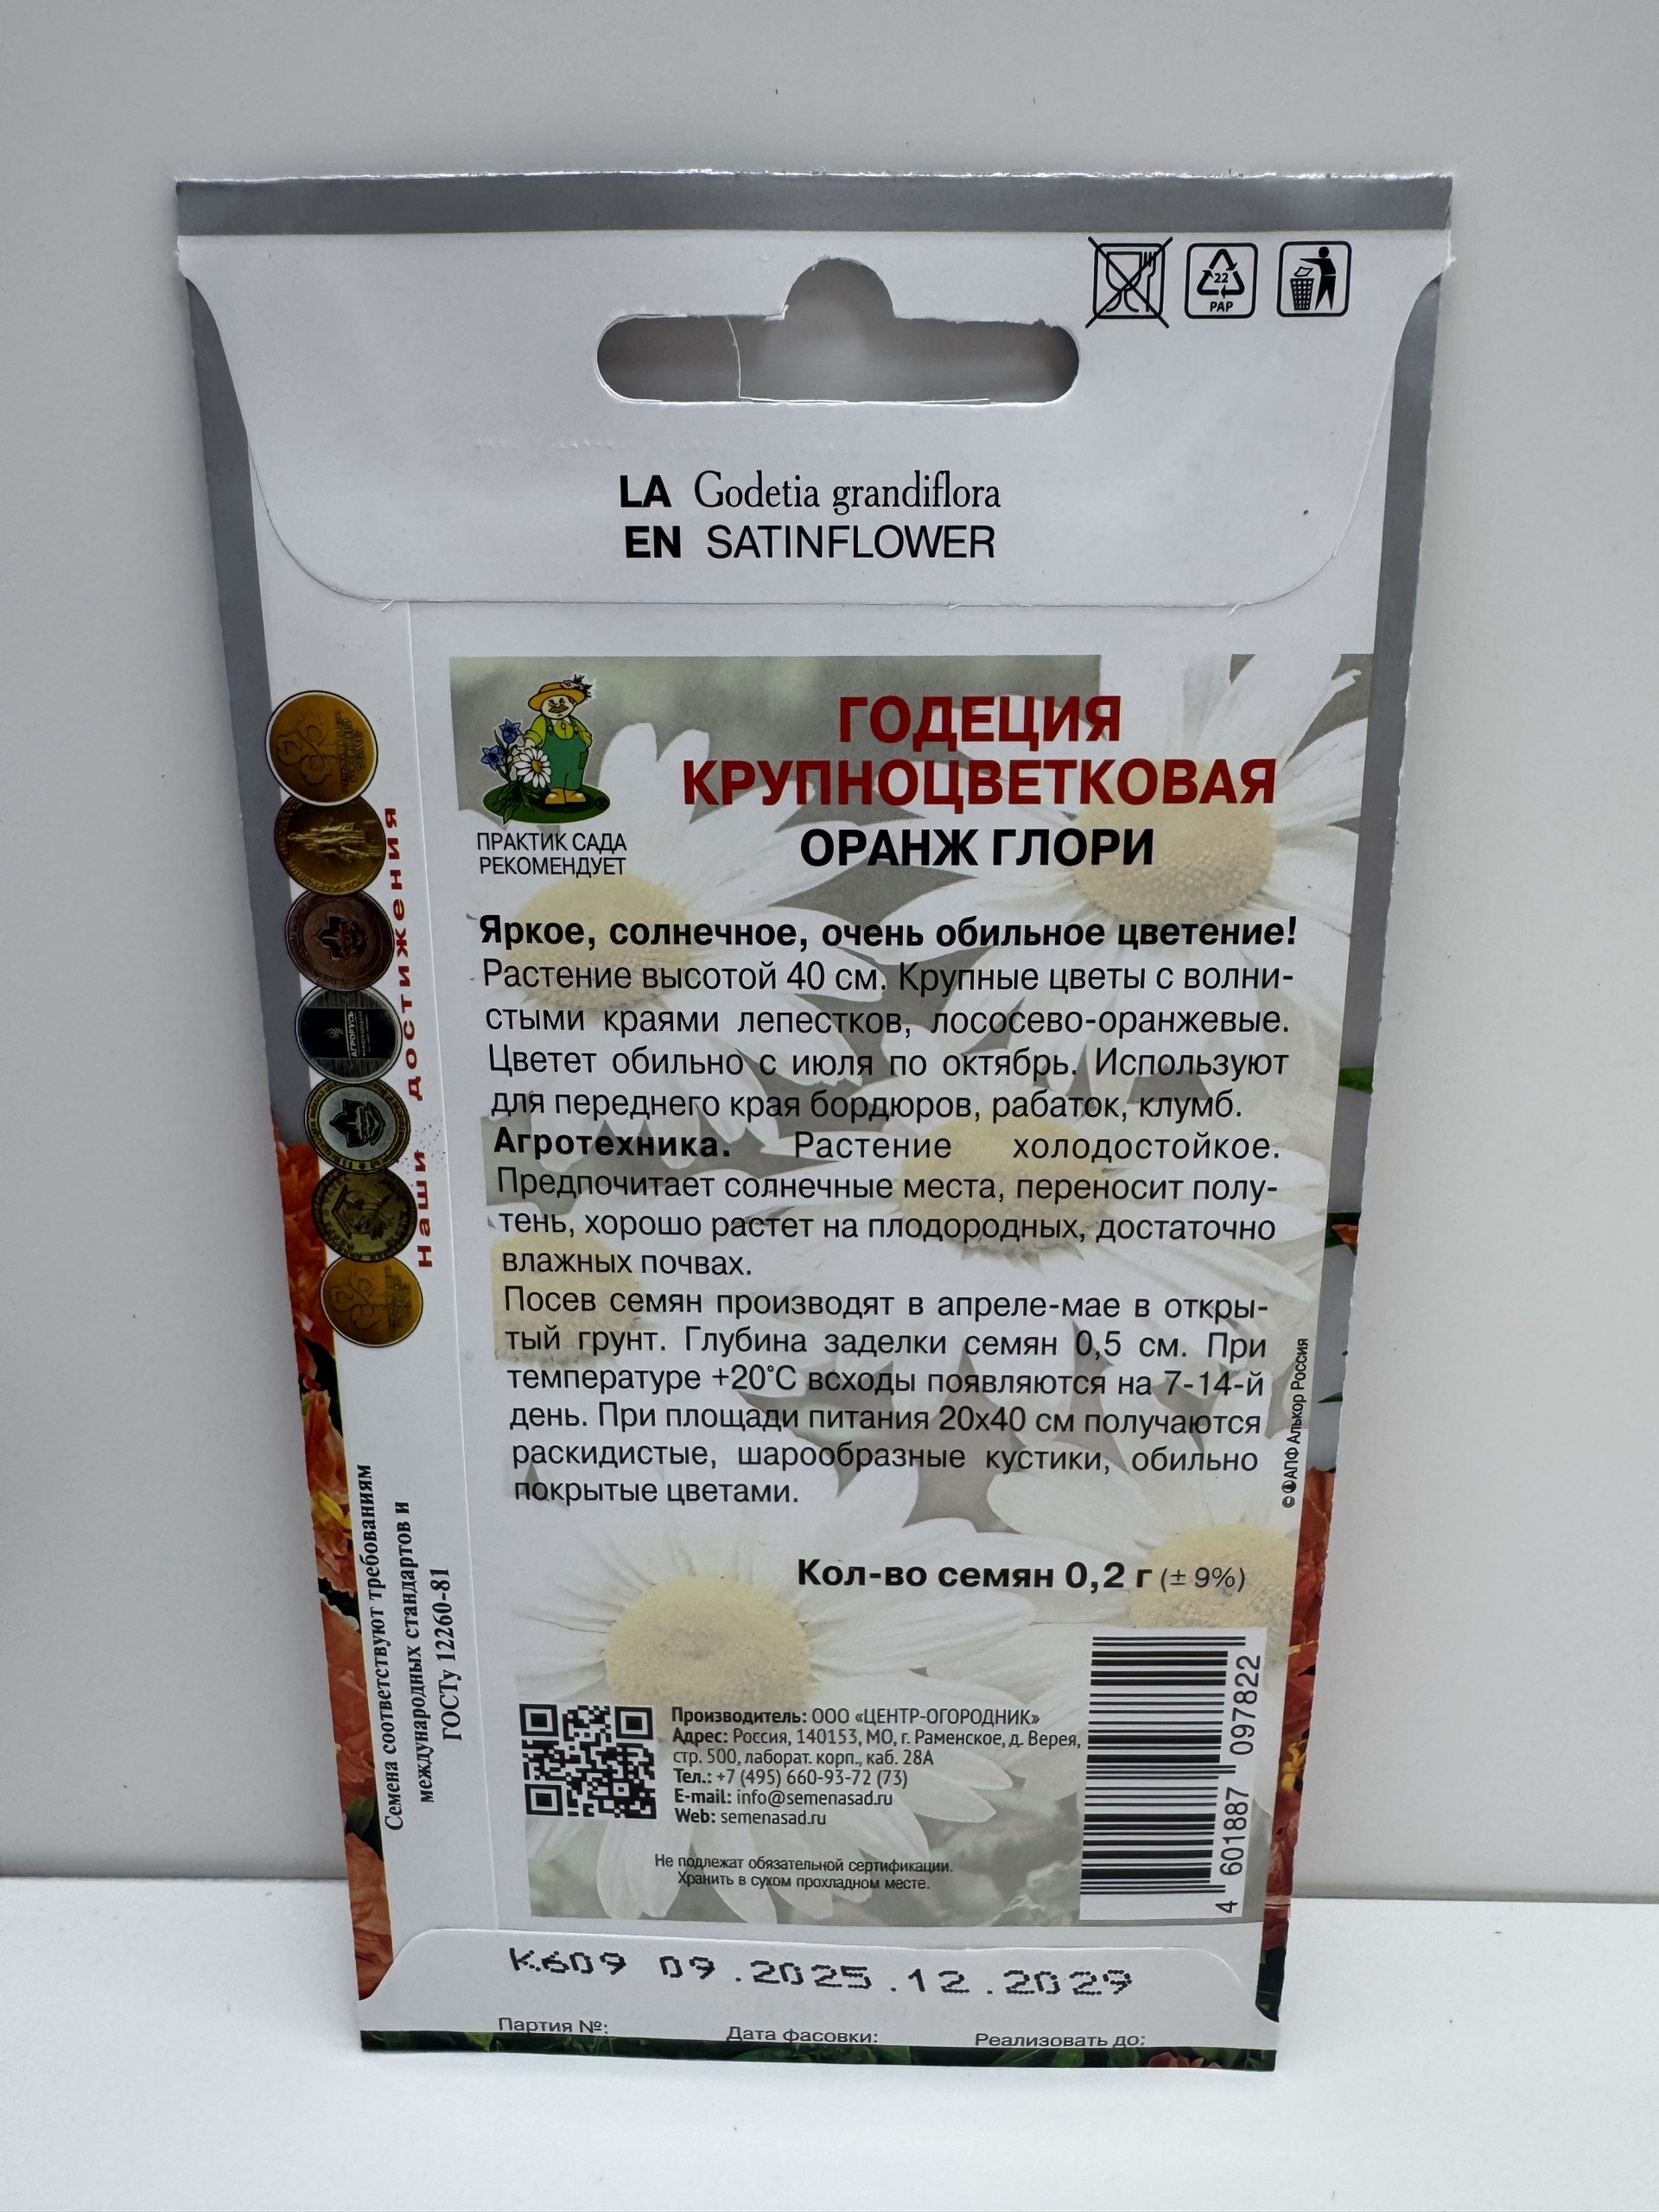 22
PAP
LA Godetia grandiflora
EN SATINFLOWER
ГОДЕЦИЯ
КРУПНОЦВЕТКОВАЯ
ОРАНЖ ГЛОРИ
ПРАКТИК САДА
РЕКОМЕНДУЕТ
Яркое, солнечное, очень обильное цветение!
Растение высотой 40 см. Крупные цветы с волни-
стыми краями лепестков, лососево-оранжевые.
Цветет обильно с июля по октябрь. Используют
для переднего края бордюров, рабаток, клумб.
Агротехника. Растение холодостойкое.
Предпочитает солнечные места, переносит полу-
тень, хорошо растет на плодородных, достаточно
влажных почвах.
Посев семян производят в апреле-мае в откры-
тый грунт. Глубина заделки семян 0,5 см. При
температуре +20°С всходы появляются на 7-14-й
день. При площади питания 20х40 см получаются
раскидистые, шарообразные кустики, обильно
покрытые цветами.
Кол-во семян 0,2 г (± 9%)
Наши достижения
Семена соответствуют требованиям
международных стандартов и
ГОСТу 12260-81
© АПФ Алькор Россия
Производитель: ООО «ЦЕНТР-ОГОРОДНИК»
Адрес: Россия, 140153, МО, г. Раменское, д. Верея,
стр. 500, лаборат. корп., каб. 28А
Тел.: +7 (495) 660-93-72 (73)
E-mail: info@semenasad.ru
Web: semenasad.ru
Не подлежат обязательной сертификации.
Хранить в сухом прохладном месте.
4 601887 097822
К609 09.2025.12.2029
Партия №: Дата фасовки: Реализовать до: